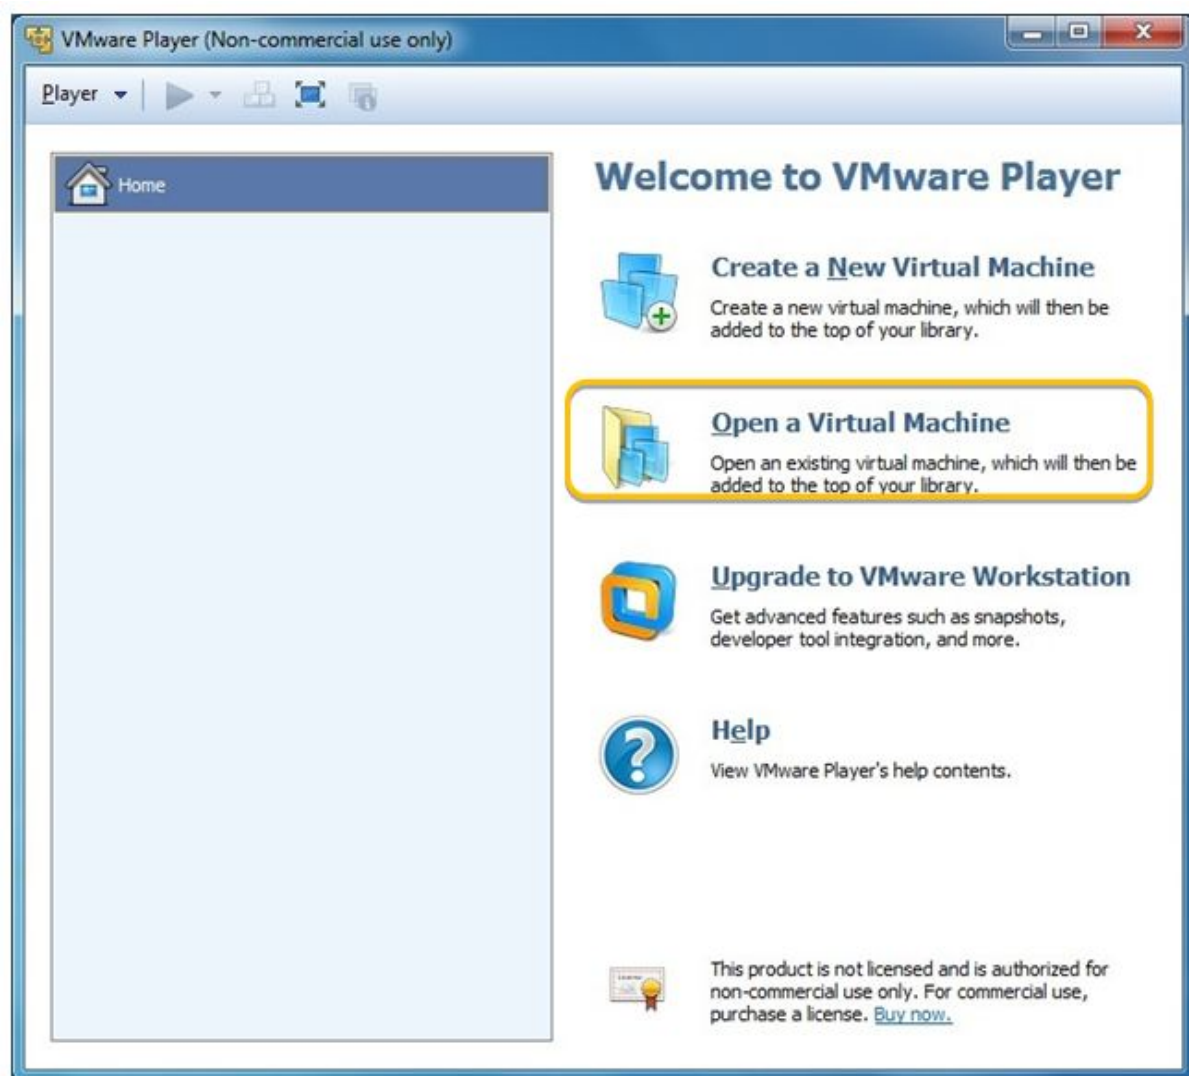 VMware Player (Non-commercial use only)
Player
Home
Welcome to VMware Player
Create a New Virtual Machine
Create a new virtual machine, which will then be
added to the top of your library.
Open a Virtual Machine
Open an existing virtual machine, which will then be
added to the top of your library.
Upgrade to VMware Workstation
Get advanced features such as snapshots,
developer tool integration, and more.
Help
View VMware Player's help contents.
This product is not licensed and is authorized for
non-commercial use only. For commercial use,
purchase a license. Buy now.